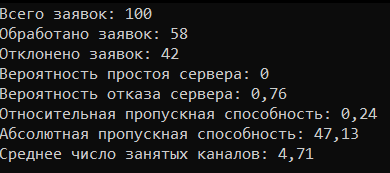 Всего заявок: 100
Обработано заявок: 58
Отклонено заявок: 42
Вероятность простоя сервера: 0
Вероятность отказа сервера: 0,76
Относительная пропускная способность: 0,24
Абсолютная пропускная способность: 47,13
Среднее число занятых каналов: 4,71